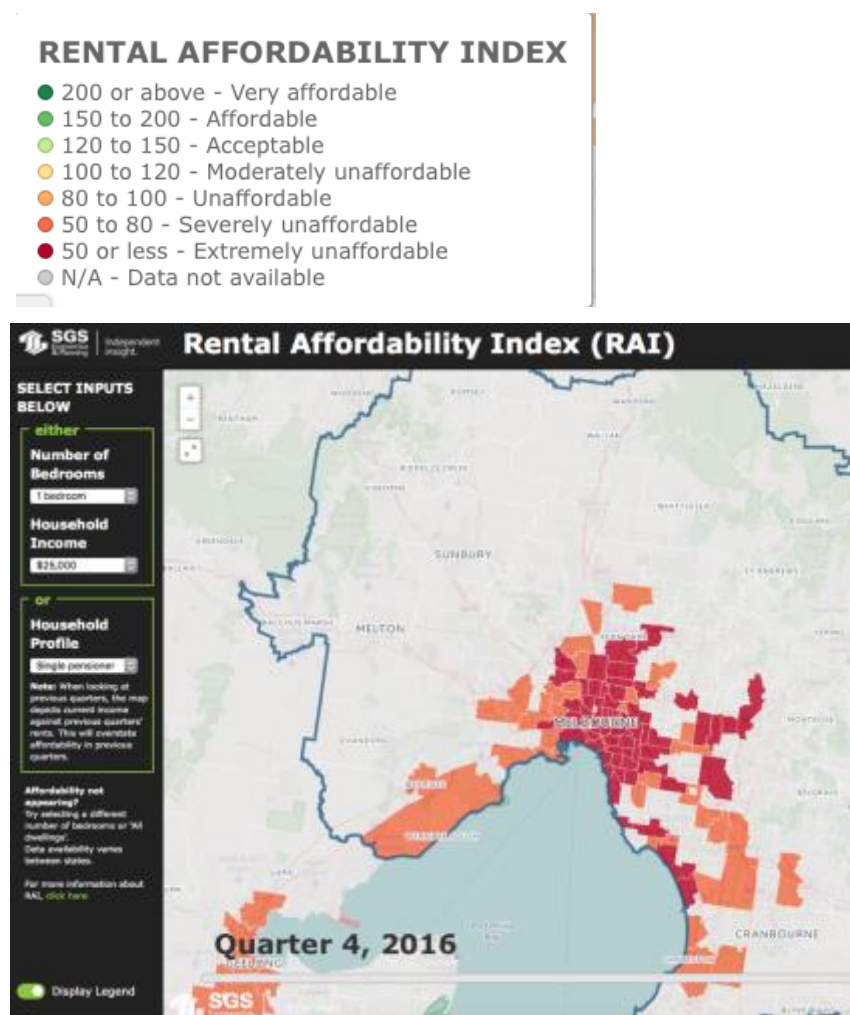 RENTAL AFFORDABILITY INDEX
200 or above - Very affordable
150 to 200 - Affordable
120 to 150 - Acceptable
100 to 120 - Moderately unaffordable
80 to 100 - Unaffordable
50 to 80 - Severely unaffordable
50 or less - Extremely unaffordable
N/A - Data not available
SGS
Economics
& Planning
Independent
insight.
Rental Affordability Index (RAI)
SELECT INPUTS
BELOW
either
Number of
Bedrooms
1 bedroom
Household
Income
$25,000
or
Household
Profile
Single pensioner
Note: When looking at
previous quarters, the map
depicts current income
against previous quarters'
rents. This will overstate
affordability in previous
quarters.
Affordability not
appearing?
Try selecting a different
number of bedrooms or 'All
dwellings'.
Data availability varies
between states.
For more information about
RAI, click here
Display Legend
SUNBURY
MELTON
MELBOURNE
CRANBOURNE
GEELONG
Quarter 4, 2016
SGS